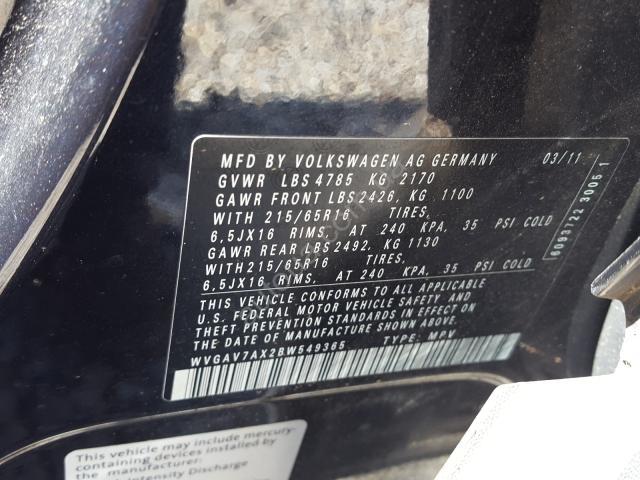 MFD BY VOLKSWAGEN AG GERMANY 03/11
GVWR LBS 4785 KG 2170
GAWR FRONT LBS 2426, KG 1100
WITH 215/65R16 TIRES,
6,5JX16 RIMS, AT 240 KPA, 35 PSI COLD
GAWR REAR LBS 2492. KG 1130
WITH 215/65R16 TIRES,
6,5JX16 RIMS, AT 240 KPA, 35 PSI COLD
THIS VEHICLE CONFORMS TO ALL APPLICABLE
U.S. FEDERAL MOTOR VEHICLE SAFETY AND
THEFT PREVENTION STANDARDS IN EFFECT ON
THE DATE OF MANUFACTURE SHOWN ABOVE.
WVGAV7AX2BW549365 TYPE: MPV
6093122 3005 1
This vehicle may include mercury-
containing devices installed by
the manufacturer:
Intensity Discharge